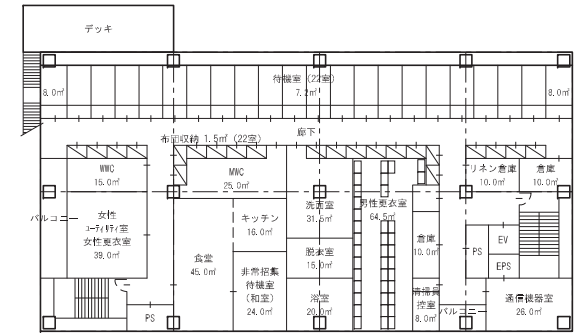 デッキ
待機室(22室)
8.0㎡
7.2㎡
8.0㎡
布団収納 1.5㎡(22室)
廊下
WWC
15.0㎡
MWC
25.0㎡
リネン倉庫
10.0㎡
倉庫
10.0㎡
バルコニー
女性
ユーティリティ室
女性更衣室
39.0㎡
キッチン
16.0㎡
洗面室
31.5㎡
男性更衣室
64.5㎡
食堂
45.0㎡
非常招集
待機室
(和室)
24.0㎡
脱衣室
15.0㎡
浴室
20.0㎡
倉庫
10.0㎡
清掃員
控室
8.0㎡
PS
EV
EPS
バルコニー
通信機器室
26.0㎡
PS